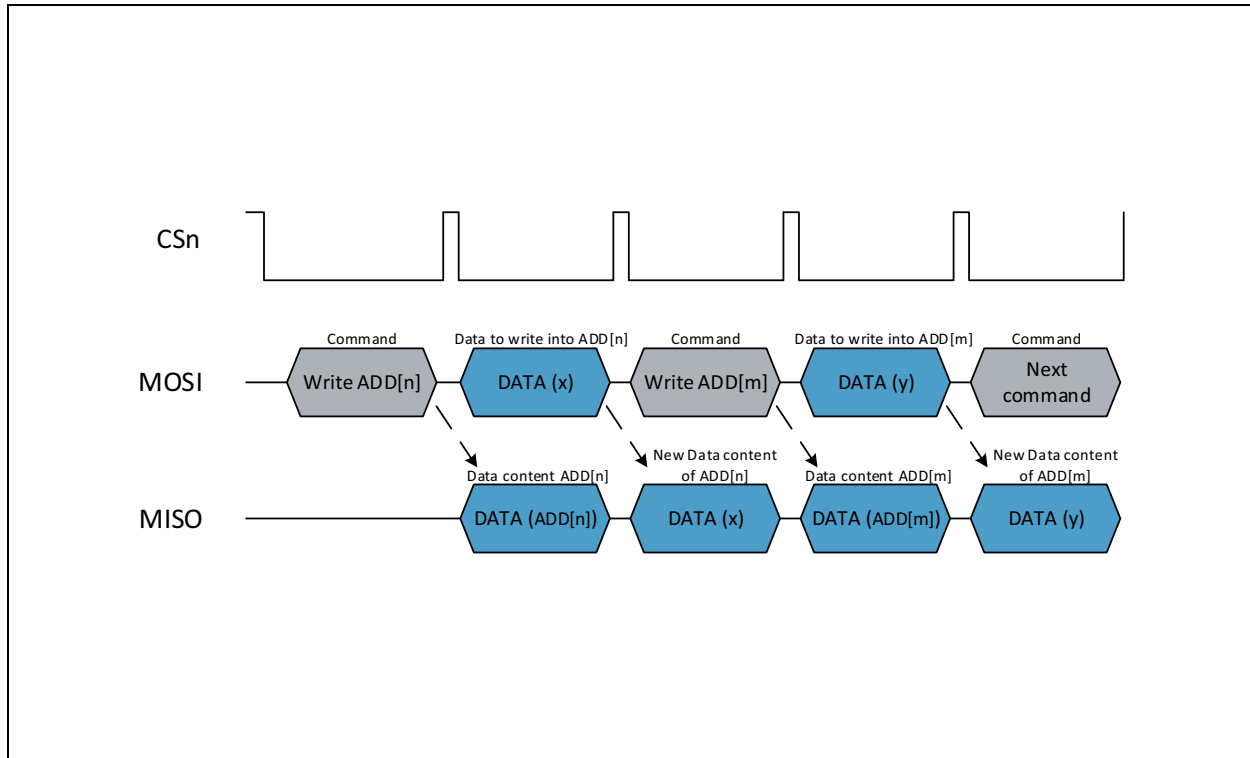 CSn
Command
Data to write into ADD[n]
Command
Data to write into ADD[m]
Command
MOSI
Write ADD[n]
DATA (x)
Write ADD[m]
DATA (y)
Next
command
Data content ADD[n]
New Data content
of ADD[n]
Data content ADD[m]
New Data content
of ADD[m]
MISO
DATA (ADD[n])
DATA (x)
DATA (ADD[m])
DATA (y)